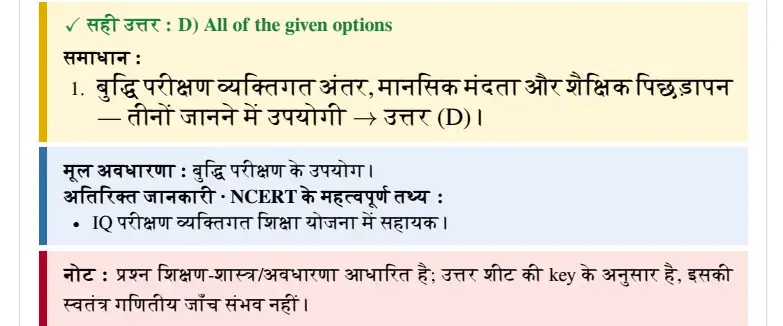 ✓ सही उत्तर : D) All of the given options
समाधान :
1. बुद्धि परीक्षण व्यक्तिगत अंतर, मानसिक मंदता और शैक्षिक पिछड़ापन
— तीनों जानने में उपयोगी → उत्तर (D)।
मूल अवधारणा : बुद्धि परीक्षण के उपयोग।
अतिरिक्त जानकारी · NCERT के महत्वपूर्ण तथ्य :
• IQ परीक्षण व्यक्तिगत शिक्षा योजना में सहायक।
नोट : प्रश्न शिक्षण-शास्त्र/अवधारणा आधारित है; उत्तर शीट की key के अनुसार है, इसकी
स्वतंत्र गणितीय जाँच संभव नहीं।